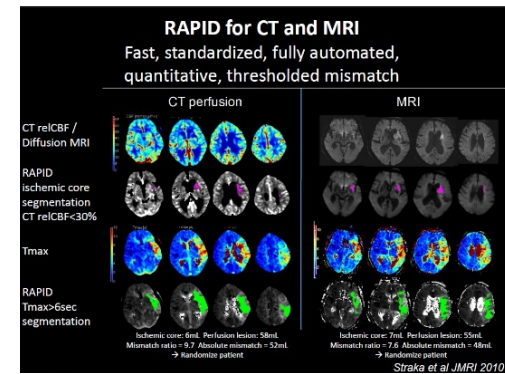 RAPID for CT and MRI
Fast, standardized, fully automated,
quantitative, thresholded mismatch
CT perfusion
MRI
CT relCBF /
Diffusion MRI
RAPID
ischemic core
segmentation
CT relCBF<30%
Tmax
RAPID
Tmax>6sec
segmentation
Ischemic core: 6mL Perfusion lesion: 58mL
Mismatch ratio = 9.7 Absolute mismatch = 52mL
→ Randomize patient
Ischemic core: 7mL Perfusion lesion: 55mL
Mismatch ratio = 7.6 Absolute mismatch = 48mL
→ Randomize patient
Straka et al JMRI 2010